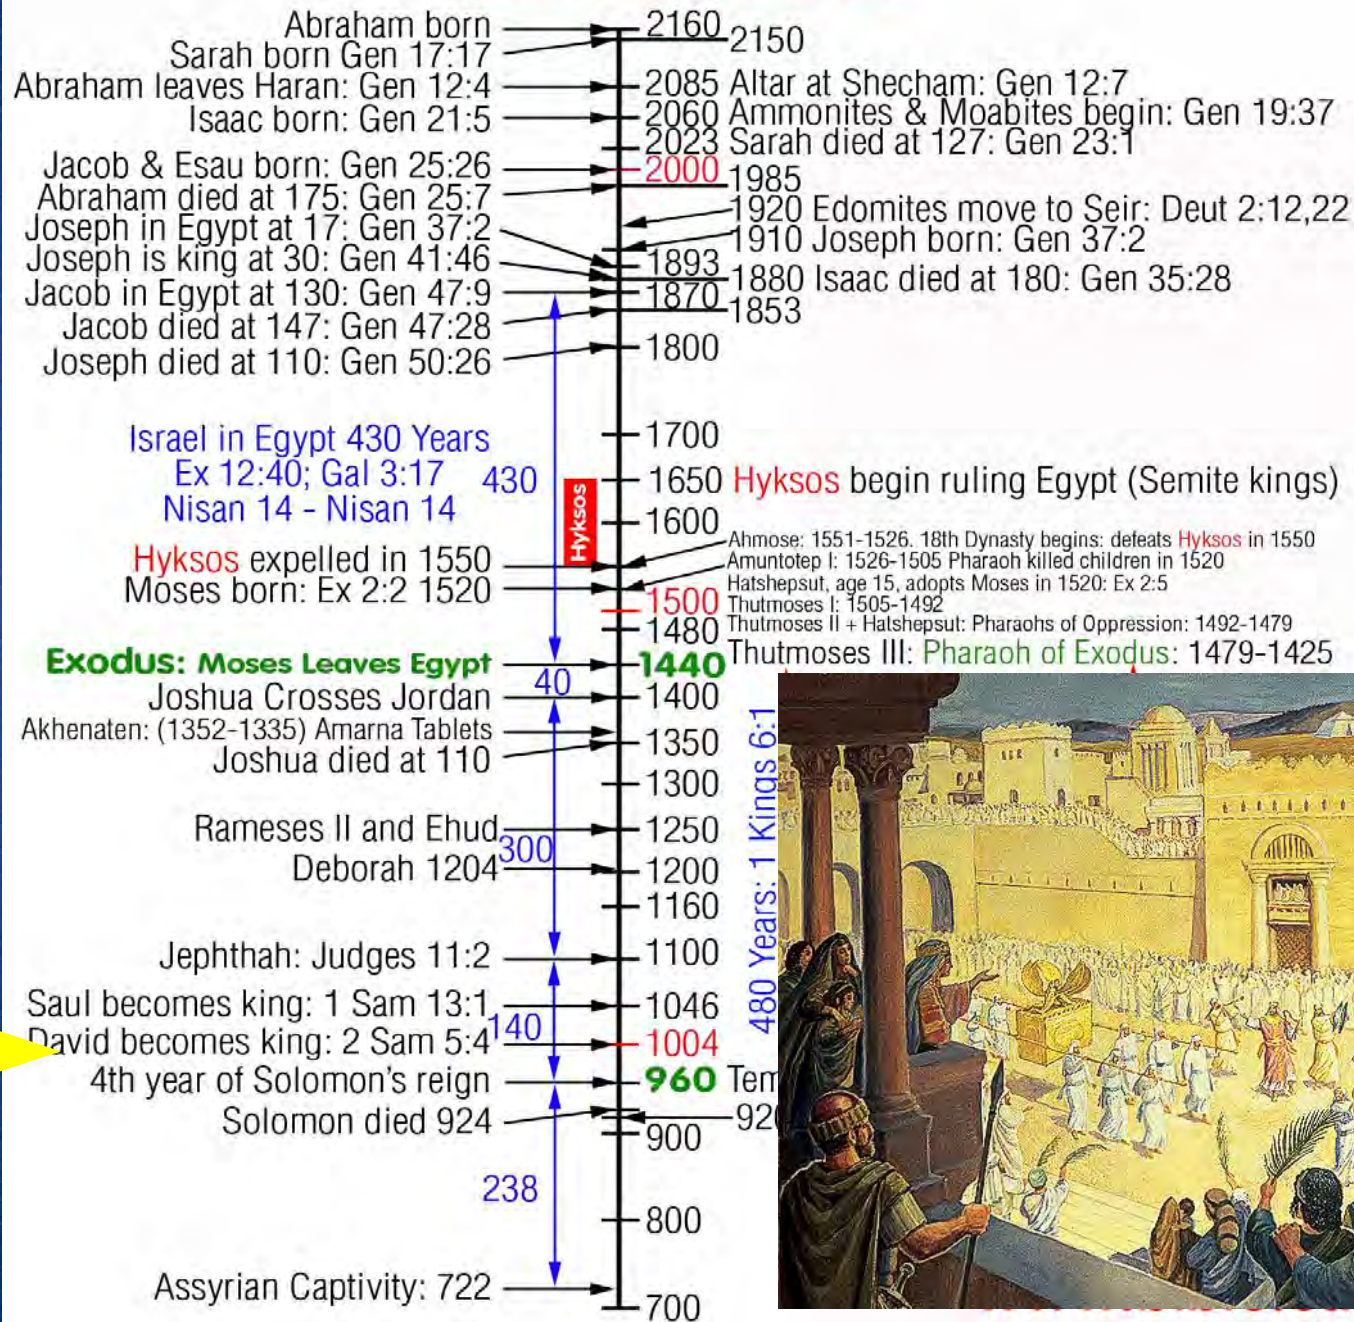 Abraham born 2160
Sarah born Gen 17:17 2150
Abraham leaves Haran: Gen 12:4 2085 Altar at Shecham: Gen 12:7
Isaac born: Gen 21:5 2060 Ammonites & Moabites begin: Gen 19:37
2023 Sarah died at 127: Gen 23:1
Jacob & Esau born: Gen 25:26 2000
Abraham died at 175: Gen 25:7 1985
Joseph in Egypt at 17: Gen 37:2 1920 Edomites move to Seir: Deut 2:12,22
1910 Joseph born: Gen 37:2
Joseph is king at 30: Gen 41:46 1893
1880 Isaac died at 180: Gen 35:28
Jacob in Egypt at 130: Gen 47:9 1870
Jacob died at 147: Gen 47:28 1853
Joseph died at 110: Gen 50:26 1800
Israel in Egypt 430 Years 1700
Ex 12:40; Gal 3:17 430 1650 Hyksos begin ruling Egypt (Semite kings)
Nisan 14 - Nisan 14 Hyksos 1600
Ahmose: 1551-1526. 18th Dynasty begins: defeats Hyksos in 1550
Hyksos expelled in 1550 Amuntotep I: 1526-1505 Pharaoh killed children in 1520
Moses born: Ex 2:2 1520 Hatshepsut, age 15, adopts Moses in 1520: Ex 2:5
1500 Thutmoses I: 1505-1492
1480 Thutmoses II + Hatshepsut: Pharaohs of Oppression: 1492-1479
Exodus: Moses Leaves Egypt 1440 Thutmoses III: Pharaoh of Exodus: 1479-1425
40
Joshua Crosses Jordan 1400
Akhenaten: (1352-1335) Amarna Tablets
Joshua died at 110 1350
1300
Rameses II and Ehud 1250
300
Deborah 1204 1200
1160
480 Years: 1 Kings 6:1
Jephthah: Judges 11:2 1100
Saul becomes king: 1 Sam 13:1 1046
140
David becomes king: 2 Sam 5:4 1004
4th year of Solomon's reign 960 Tem
Solomon died 924 920
900
238
800
Assyrian Captivity: 722
700